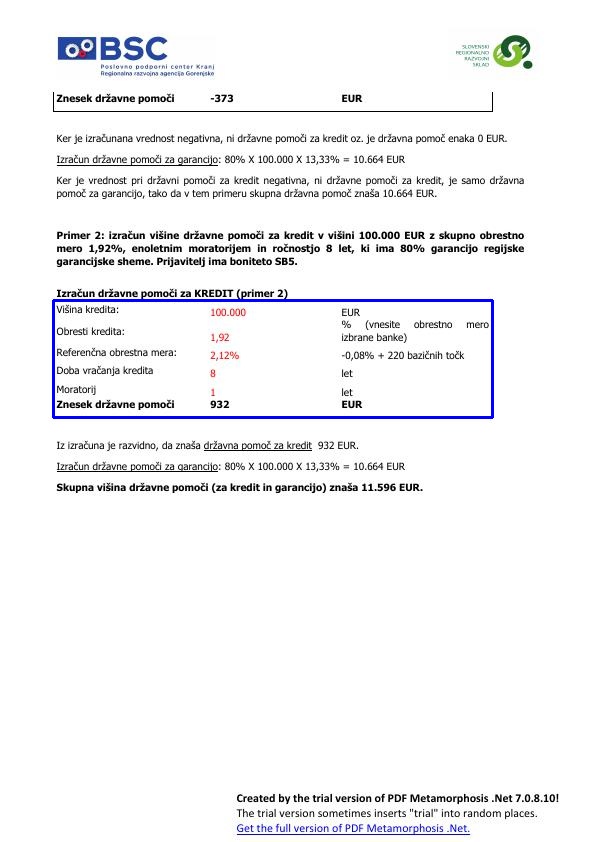 BSC
Poslovno podporni center Kranj
Regionalna razvojna agencija Gorenjske
SLOVENSKI
REGIONALNO
RAZVOJNI
SKLAD
Znesek državne pomoči -373 EUR
Ker je izračunana vrednost negativna, ni državne pomoči za kredit oz. je državna pomoč enaka 0 EUR.
Izračun državne pomoči za garancijo: 80% X 100.000 X 13,33% = 10.664 EUR
Ker je vrednost pri državni pomoči za kredit negativna, ni državne pomoči za kredit, je samo državna
pomoč za garancijo, tako da v tem primeru skupna državna pomoč znaša 10.664 EUR.
Primer 2: izračun višine državne pomoči za kredit v višini 100.000 EUR z skupno obrestno
mero 1,92%, enoletnim moratorijem in ročnostjo 8 let, ki ima 80% garancijo regijske
garancijske sheme. Prijavitelj ima boniteto SB5.
Izračun državne pomoči za KREDIT (primer 2)
Višina kredita: 100.000 EUR
Obresti kredita: 1,92 % (vnesite obrestno mero
izbrane banke)
Referenčna obrestna mera: 2,12% -0,08% + 220 bazičnih točk
Doba vračanja kredita 8 let
Moratorij 1 let
Znesek državne pomoči 932 EUR
Iz izračuna je razvidno, da znaša državna pomoč za kredit 932 EUR.
Izračun državne pomoči za garancijo: 80% X 100.000 X 13,33% = 10.664 EUR
Skupna višina državne pomoči (za kredit in garancijo) znaša 11.596 EUR.
Created by the trial version of PDF Metamorphosis .Net 7.0.8.10!
The trial version sometimes inserts "trial" into random places.
Get the full version of PDF Metamorphosis .Net.